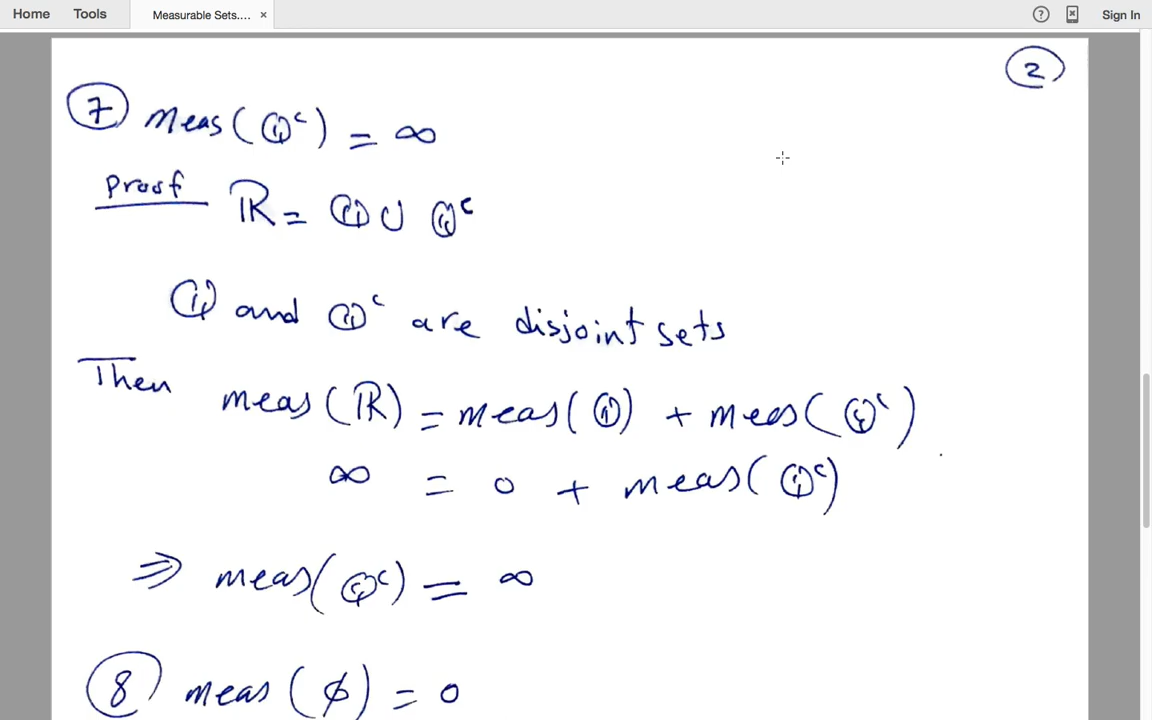 Home Tools Measurable Sets.... × ? Sign In
2
7 meas(ℚᶜ) = ∞
Proof ℝ = ℚ ∪ ℚᶜ
ℚ and ℚᶜ are disjoint sets
Then meas(ℝ) = meas(ℚ) + meas(ℚᶜ)
∞ = 0 + meas(ℚᶜ)
⇒ meas(ℚᶜ) = ∞
8 meas(∅) = 0